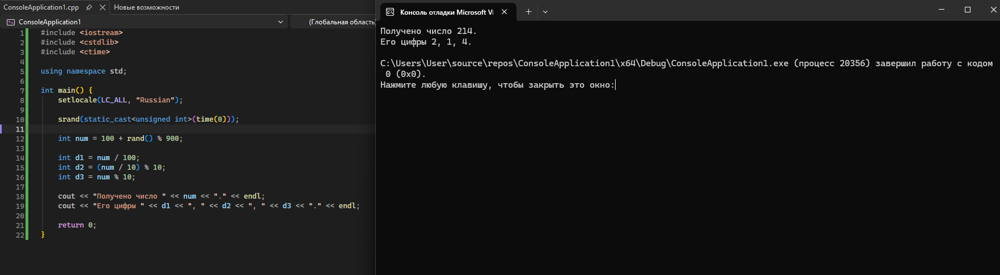 ConsoleApplication1.cpp
Новые возможности
ConsoleApplication1
(Глобальная область)
1 #include <iostream>
2 #include <cstdlib>
3 #include <ctime>
4
5 using namespace std;
6
7 int main() {
8 setlocale(LC_ALL, "Russian");
9
10 srand(static_cast<unsigned int>(time(0)));
11
12 int num = 100 + rand() % 900;
13
14 int d1 = num / 100;
15 int d2 = (num / 10) % 10;
16 int d3 = num % 10;
17
18 cout << "Получено число " << num << "." << endl;
19 cout << "Его цифры " << d1 << ", " << d2 << ", " << d3 << "." << endl;
20
21 return 0;
22 }
Консоль отладки Microsoft Vi
Получено число 214.
Его цифры 2, 1, 4.
C:\Users\User\source\repos\ConsoleApplication1\x64\Debug\ConsoleApplication1.exe (процесс 20356) завершил работу с кодом
0 (0x0).
Нажмите любую клавишу, чтобы закрыть это окно: